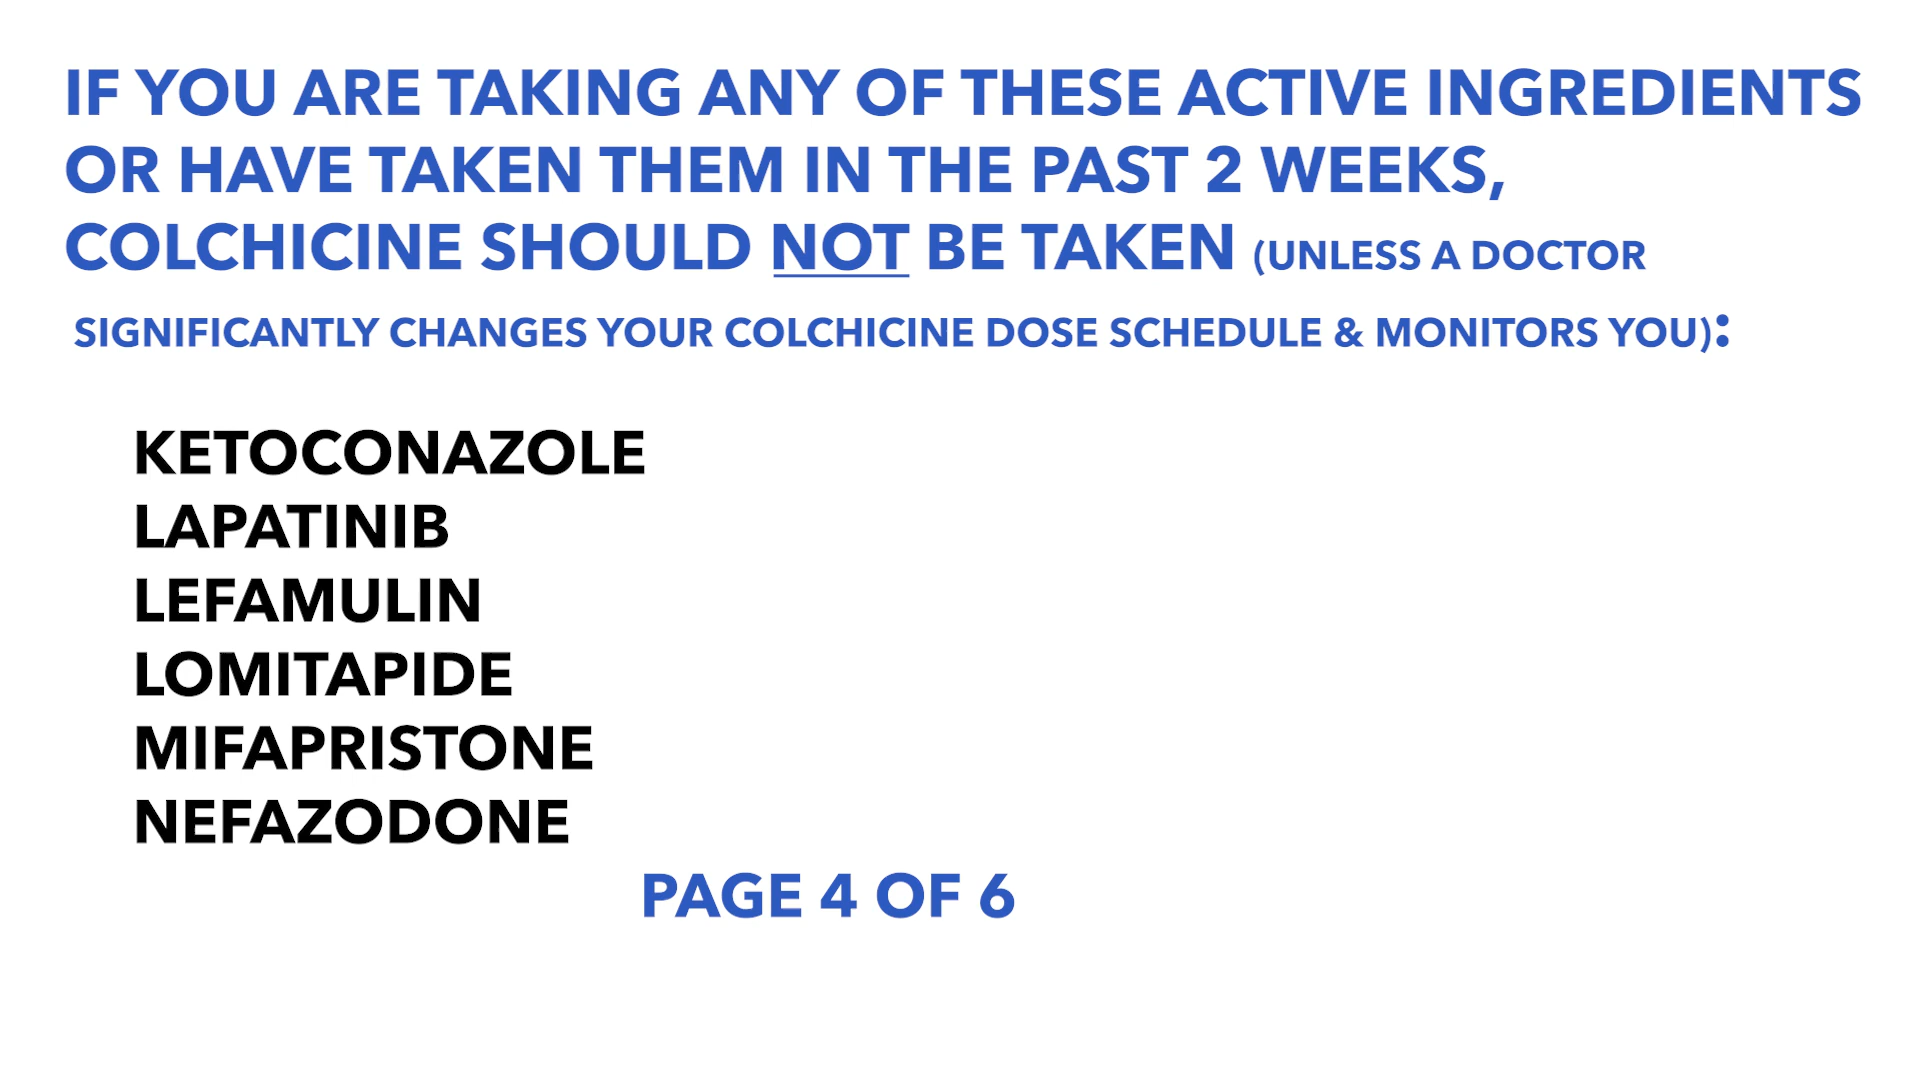 IF YOU ARE TAKING ANY OF THESE ACTIVE INGREDIENTS
OR HAVE TAKEN THEM IN THE PAST 2 WEEKS,
COLCHICINE SHOULD NOT BE TAKEN (UNLESS A DOCTOR
SIGNIFICANTLY CHANGES YOUR COLCHICINE DOSE SCHEDULE & MONITORS YOU):
KETOCONAZOLE
LAPATINIB
LEFAMULIN
LOMITAPIDE
MIFAPRISTONE
NEFAZODONE
PAGE 4 OF 6